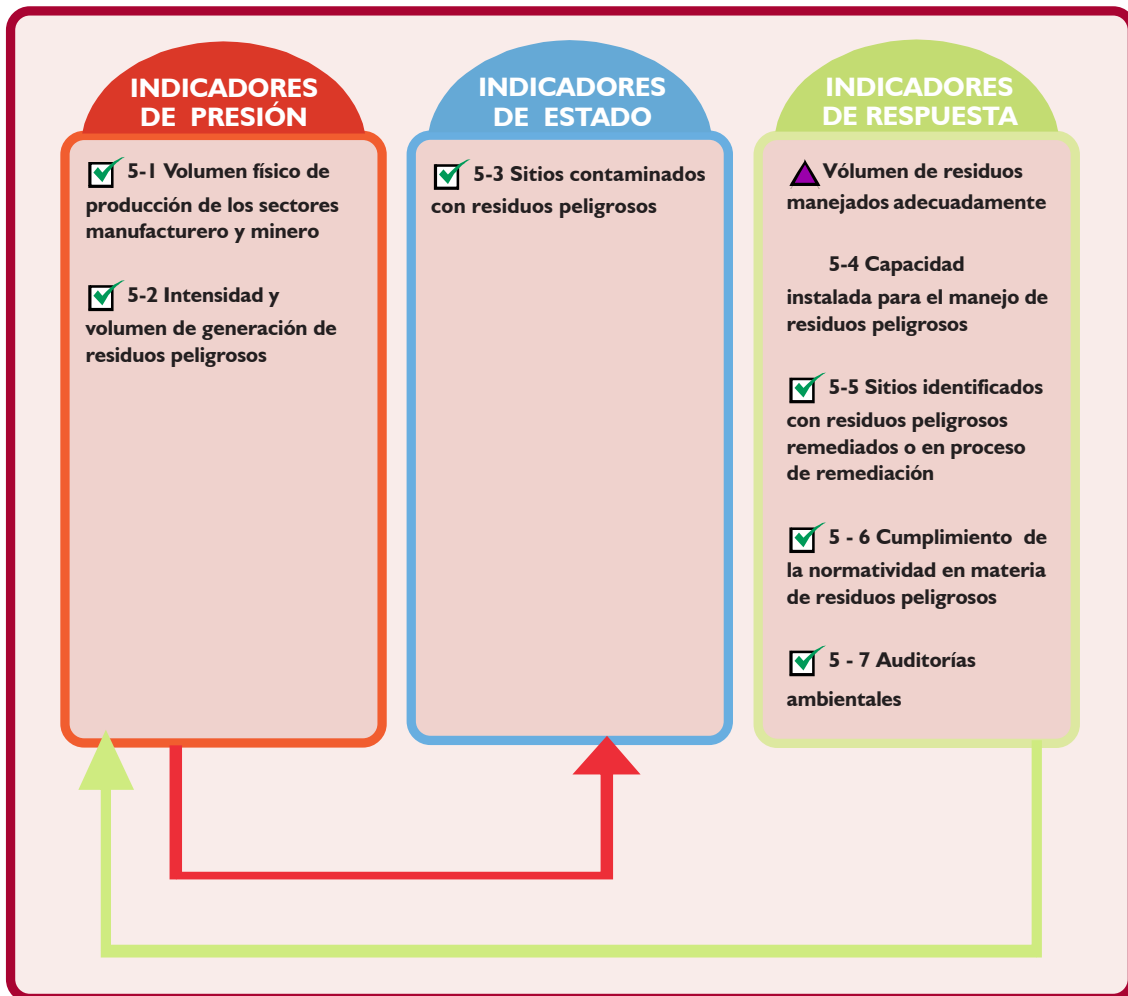 INDICADORES
DE PRESIÓN
5-1 Volumen físico de
producción de los sectores
manufacturero y minero
5-2 Intensidad y
volumen de generación de
residuos peligrosos
INDICADORES
DE ESTADO
5-3 Sitios contaminados
con residuos peligrosos
INDICADORES
DE RESPUESTA
Vólumen de residuos
manejados adecuadamente
5-4 Capacidad
instalada para el manejo de
residuos peligrosos
5-5 Sitios identificados
con residuos peligrosos
remediados o en proceso
de remediación
5 - 6 Cumplimiento de
la normatividad en materia
de residuos peligrosos
5 - 7 Auditorías
ambientales